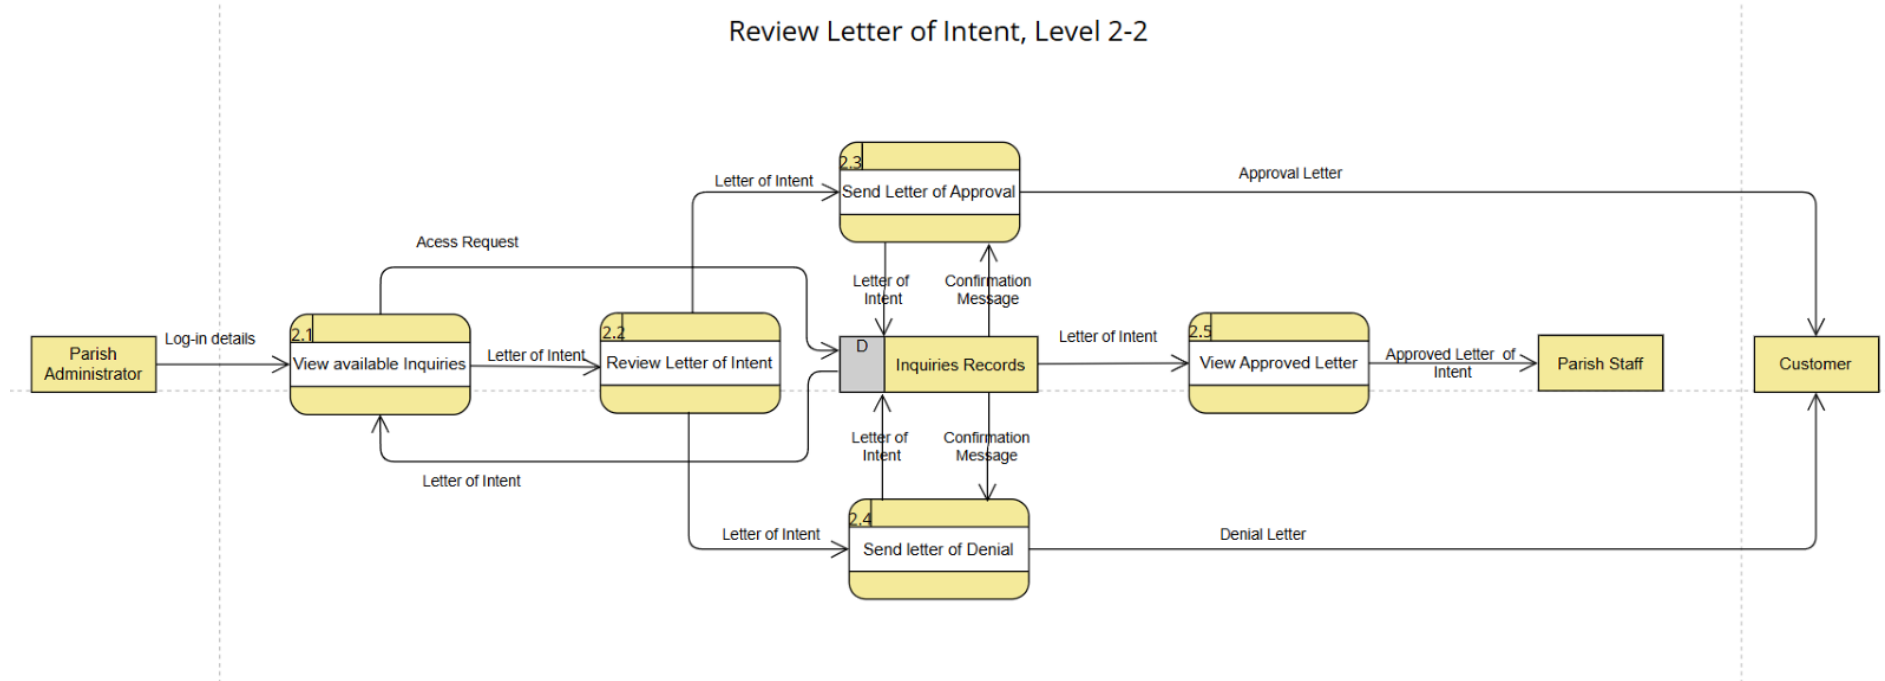 Review Letter of Intent, Level 2-2
2.3
Letter of Intent
Send Letter of Approval
Approval Letter
Acess Request
Letter of
Intent
Confirmation
Message
Log-in details
Parish
Administrator
2.1
View available Inquiries
Letter of Intent
2.2
Review Letter of Intent
D
Inquiries Records
Letter of Intent
2.5
View Approved Letter
Approved Letter of
Intent
Parish Staff
Customer
Letter of
Intent
Confirmation
Message
Letter of Intent
2.4
Letter of Intent
Send letter of Denial
Denial Letter